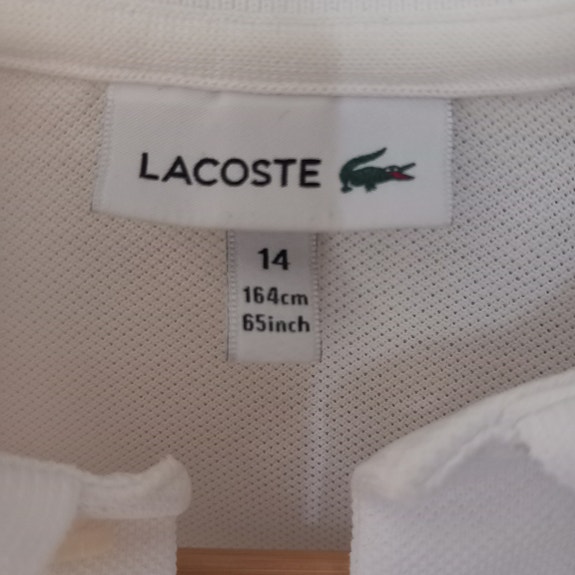 LACOSTE
14
164cm
65inch